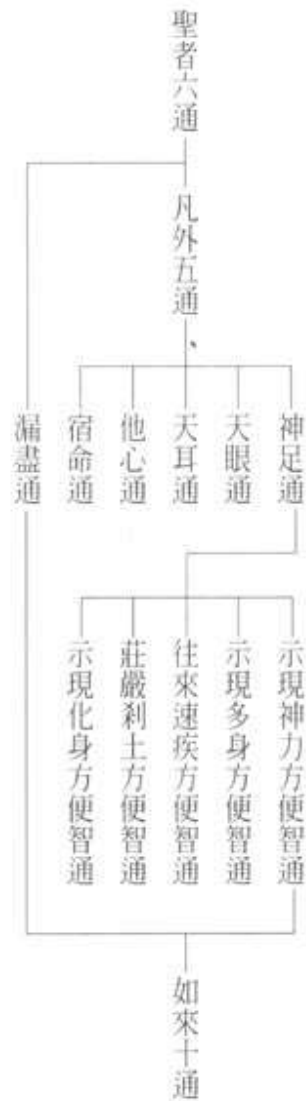 聖者六通
凡外五通、
神足通
天眼通
天耳通
他心通
宿命通
漏盡通
示現神力方便智通
示現多身方便智通
往來速疾方便智通
莊嚴剎土方便智通
示現化身方便智通
如來十通